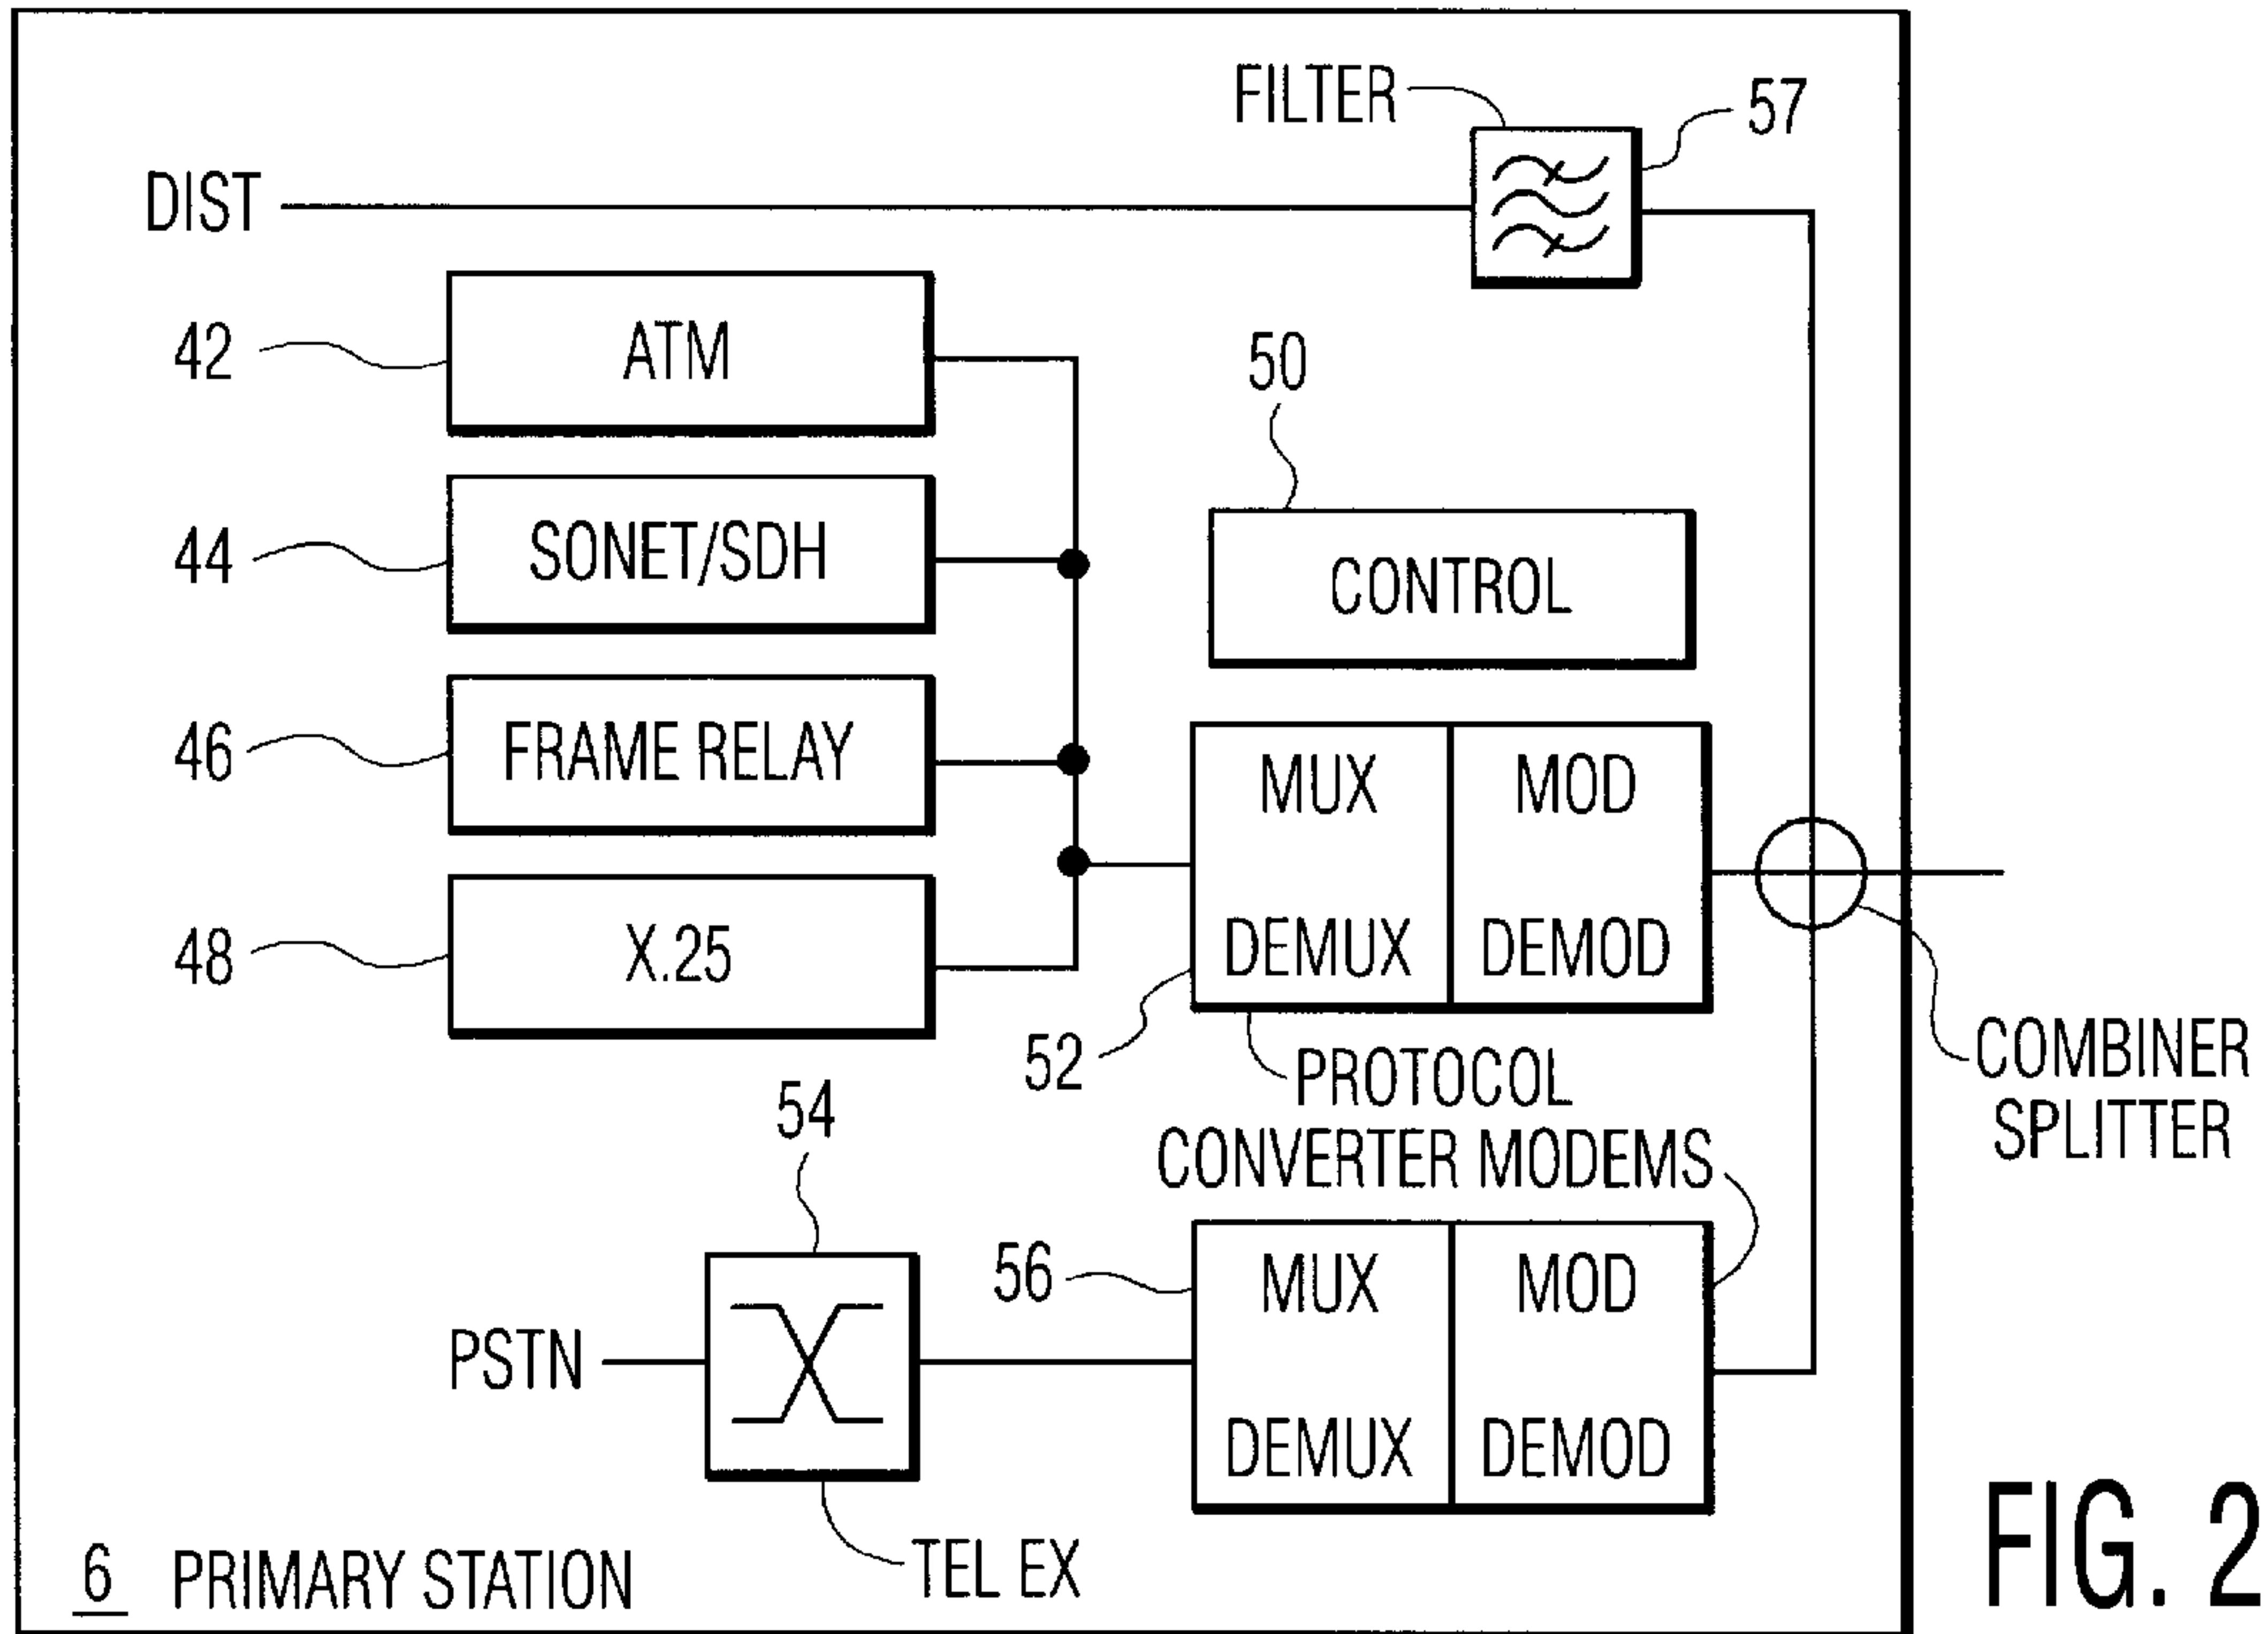 FILTER
57
DIST
42
ATM
50
44
SONET/SDH
CONTROL
46
FRAME RELAY
MUX
MOD
48
X.25
DEMUX
DEMOD
52
PROTOCOL
CONVERTER MODEMS
COMBINER
SPLITTER
54
56
MUX
MOD
PSTN
DEMUX
DEMOD
TEL EX
6 PRIMARY STATION
FIG. 2